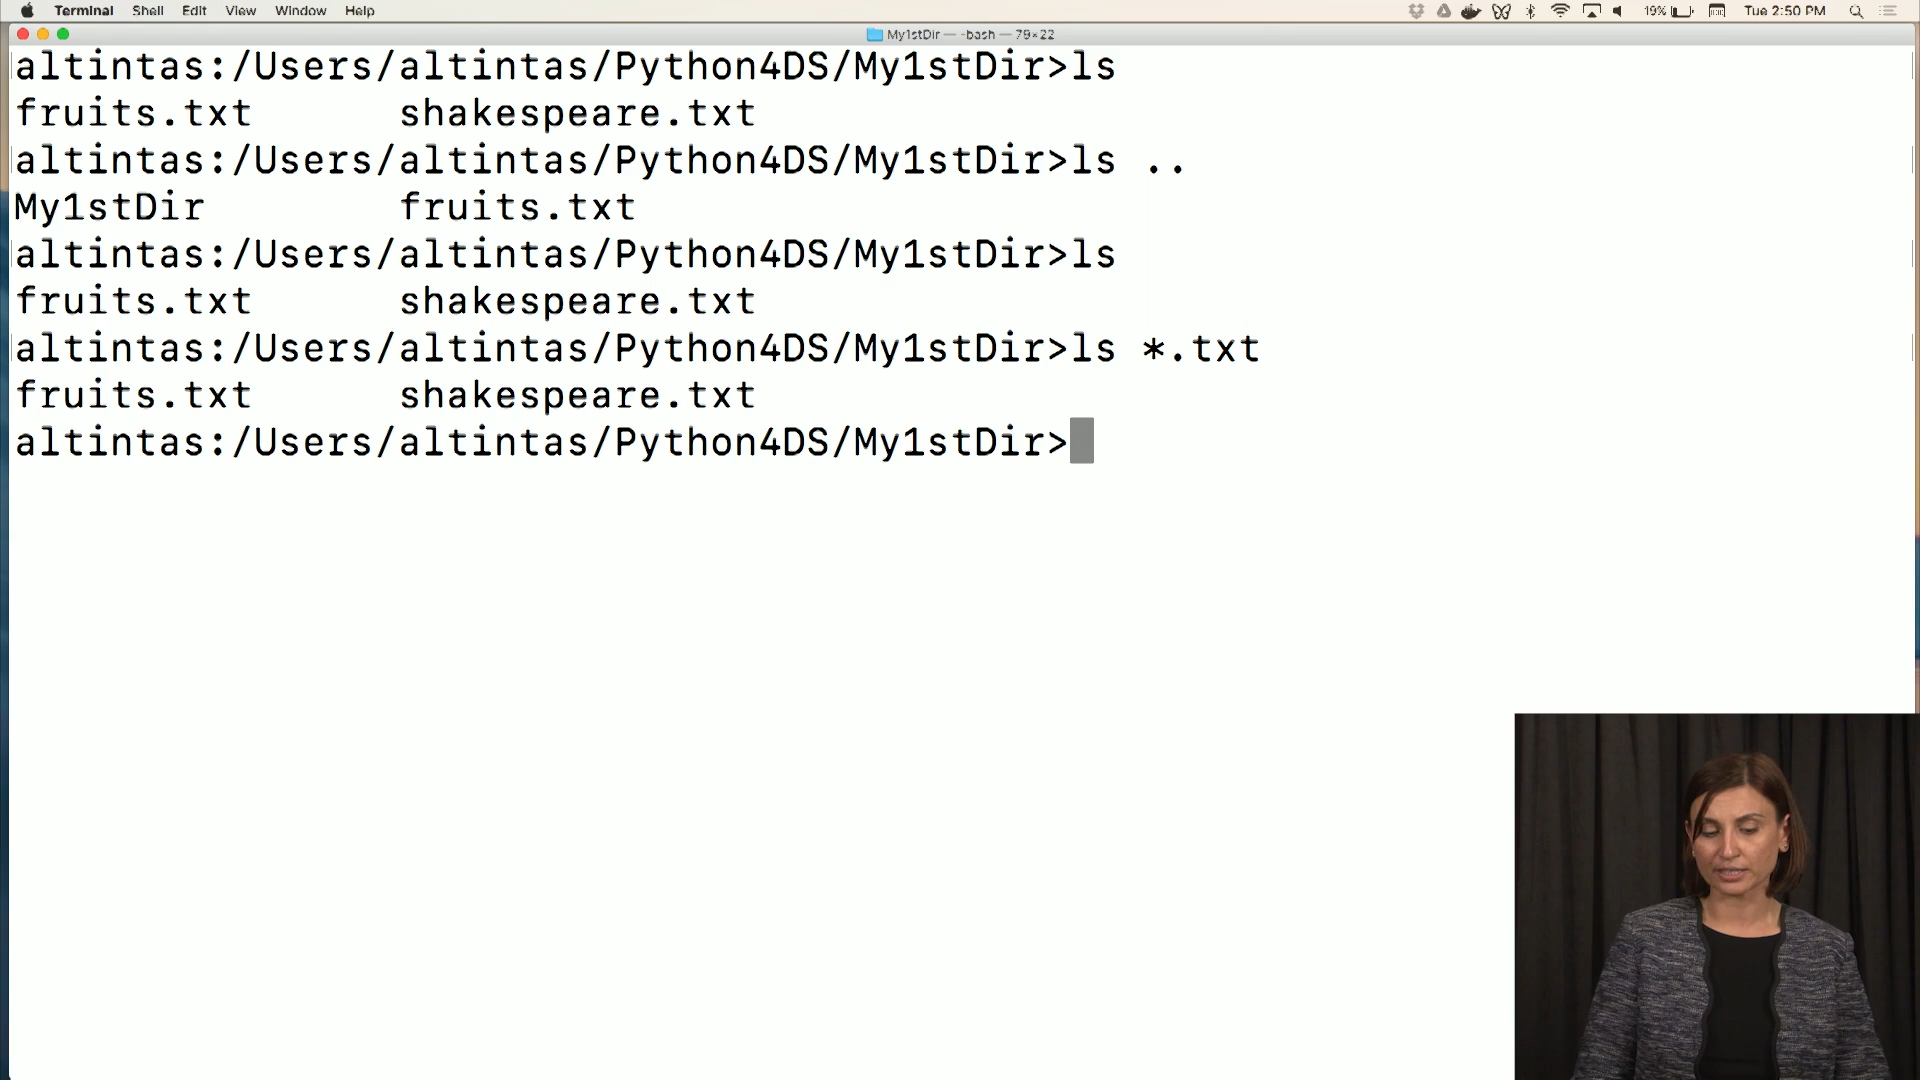 Terminal Shell Edit View Window Help 19% Tue 2:50 PM
My1stDir — -bash — 79×22
altintas:/Users/altintas/Python4DS/My1stDir>ls
fruits.txt shakespeare.txt
altintas:/Users/altintas/Python4DS/My1stDir>ls ..
My1stDir fruits.txt
altintas:/Users/altintas/Python4DS/My1stDir>ls
fruits.txt shakespeare.txt
altintas:/Users/altintas/Python4DS/My1stDir>ls *.txt
fruits.txt shakespeare.txt
altintas:/Users/altintas/Python4DS/My1stDir>